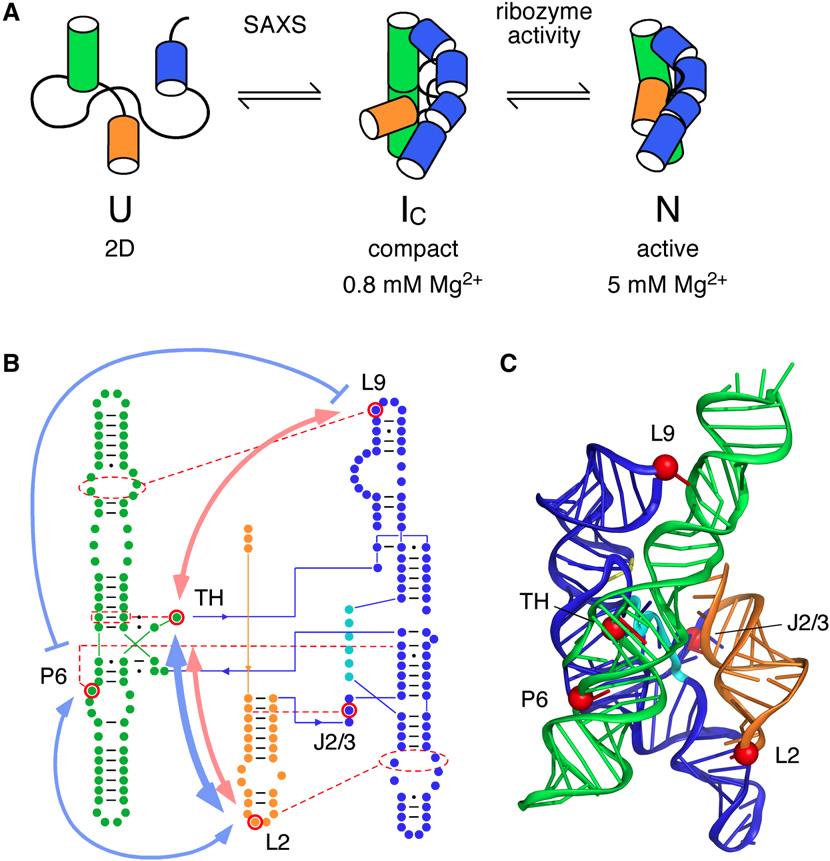 A
SAXS
ribozyme
activity
U
I_C
N
2D
compact
active
0.8 mM Mg²⁺
5 mM Mg²⁺
B
L9
TH
P6
J2/3
L2
C
L9
TH
J2/3
P6
L2